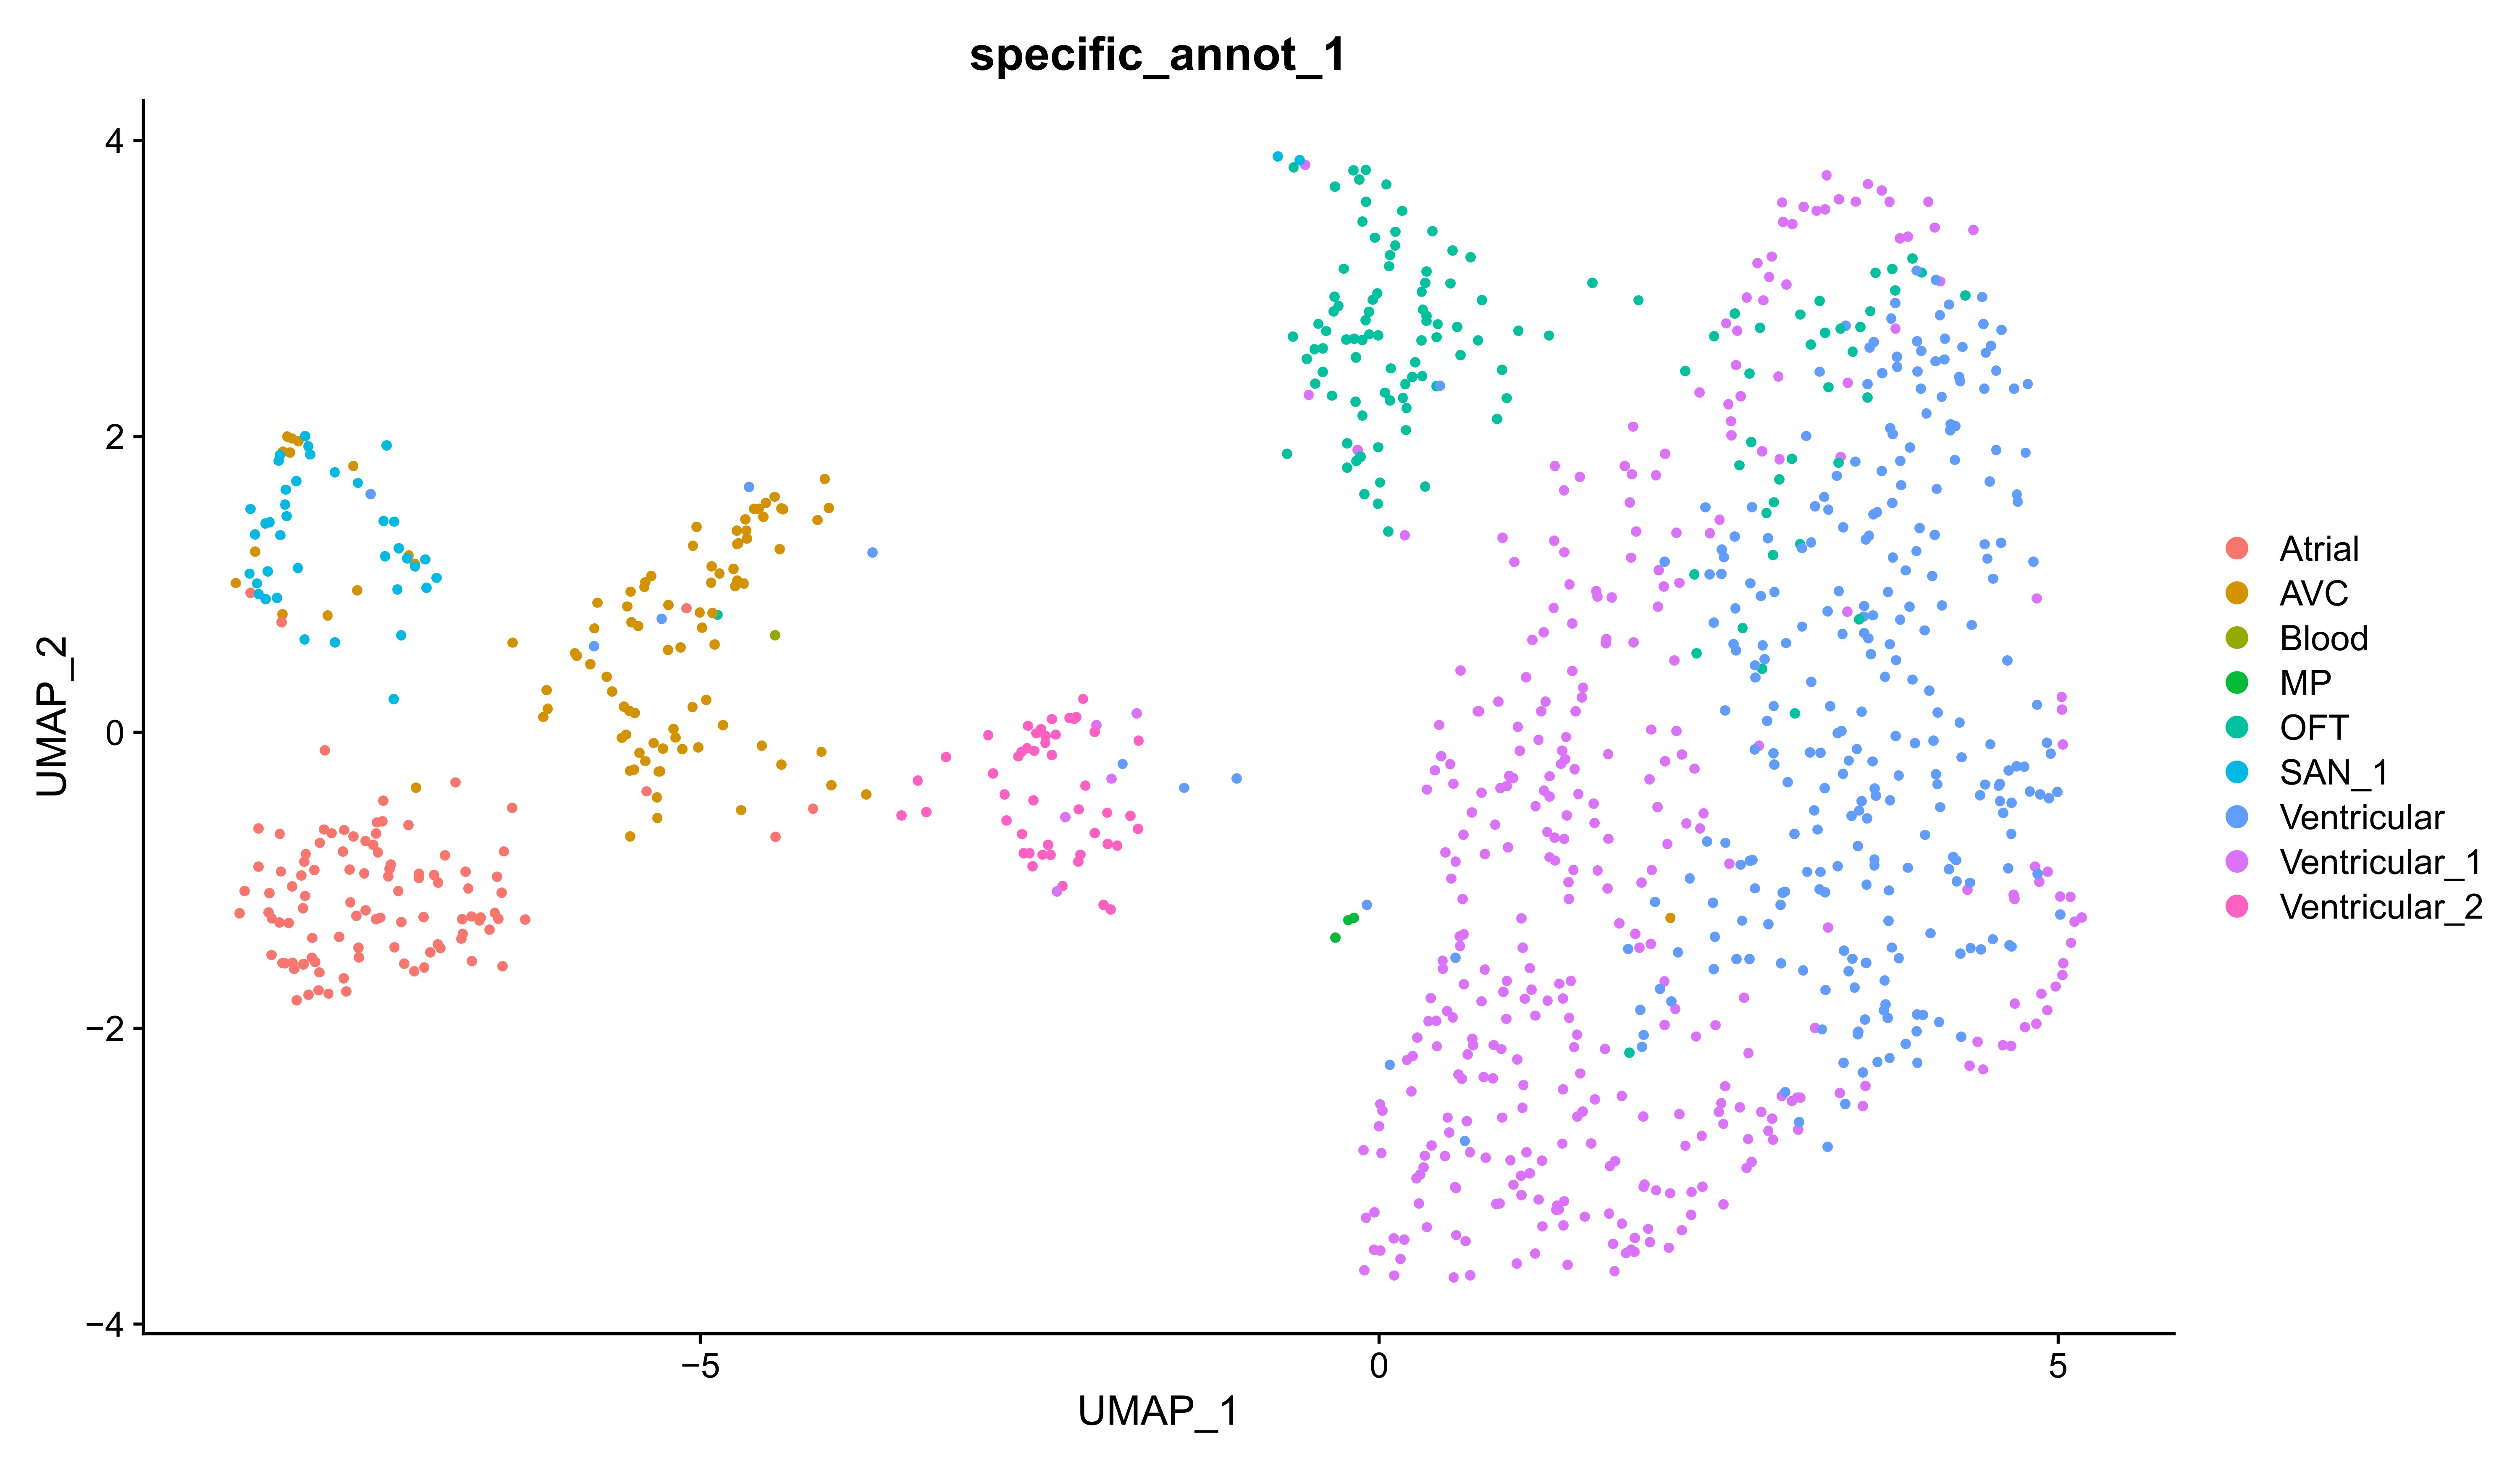 specific_annot_1
4
2
0
−2
−4
UMAP_2
−5
0
5
UMAP_1
Atrial
AVC
Blood
MP
OFT
SAN_1
Ventricular
Ventricular_1
Ventricular_2